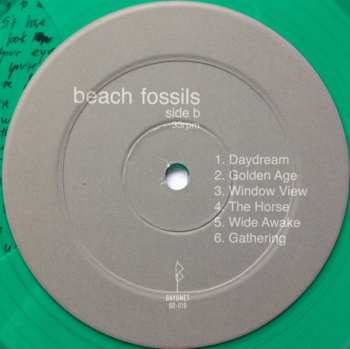 beach fossils
side b
33rpm
1. Daydream
2. Golden Age
3. Window View
4. The Horse
5. Wide Awake
6. Gathering
BAYONET